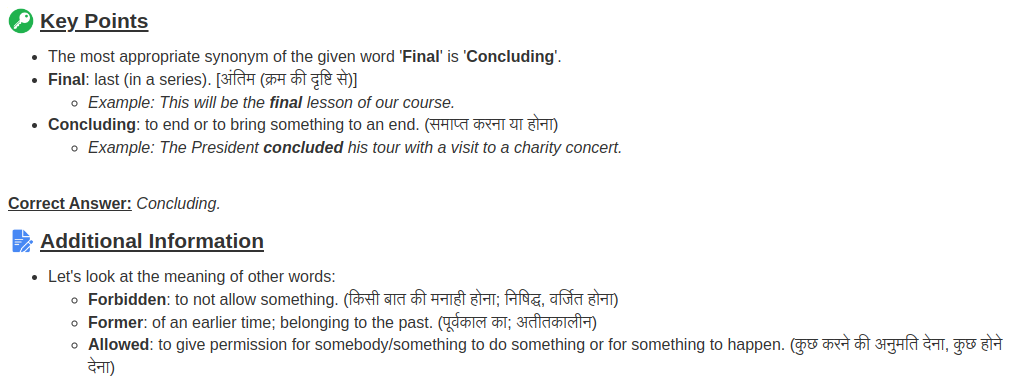 Key Points
The most appropriate synonym of the given word 'Final' is 'Concluding'.
Final: last (in a series). [अंतिम (क्रम की दृष्टि से)]
Example: This will be the final lesson of our course.
Concluding: to end or to bring something to an end. (समाप्त करना या होना)
Example: The President concluded his tour with a visit to a charity concert.
Correct Answer: Concluding.
Additional Information
Let's look at the meaning of other words:
Forbidden: to not allow something. (किसी बात की मनाही होना; निषिद्ध, वर्जित होना)
Former: of an earlier time; belonging to the past. (पूर्वकाल का; अतीतकालीन)
Allowed: to give permission for somebody/something to do something or for something to happen. (कुछ करने की अनुमति देना, कुछ होने
देना)